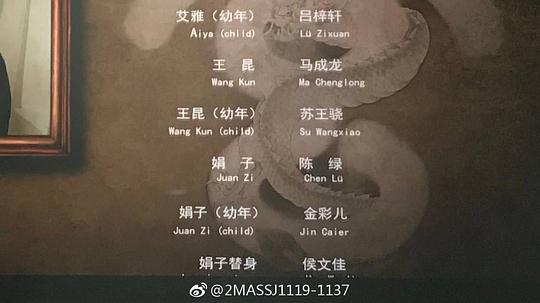 艾雅（幼年） 吕梓轩
Aiya (child) Lü Zixuan
王 昆 马成龙
Wang Kun Ma Chenglong
王昆（幼年） 苏王骁
Wang Kun (child) Su Wangxiao
娟 子 陈 绿
Juan Zi Chen Lü
娟子（幼年） 金彩儿
Juan Zi (child) Jin Caier
娟子替身 侯文佳
@2MASSJ1119-1137